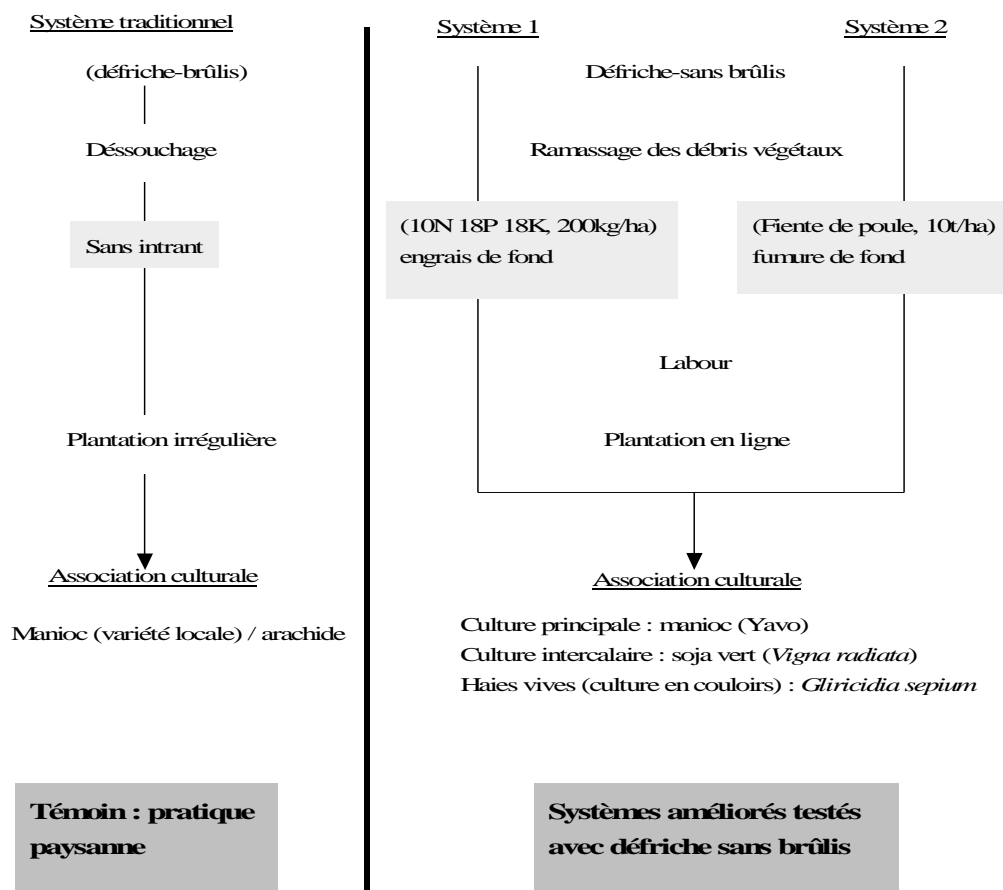 Système traditionnel
(défriche-brûlis)
Déssouchage
Sans intrant
Plantation irrégulière
Association culturale
Manioc (variété locale) / arachide
Témoin : pratique
paysanne
Système 1
Système 2
Défriche-sans brûlis
Ramassage des débris végétaux
(10N 18P 18K, 200kg/ha)
engrais de fond
(Fiente de poule, 10t/ha)
fumure de fond
Labour
Plantation en ligne
Association culturale
Culture principale : manioc (Yavo)
Culture intercalaire : soja vert (Vigna radiata)
Haies vives (culture en couloirs) : Gliricidia sepium
Systèmes améliorés testés
avec défriche sans brûlis